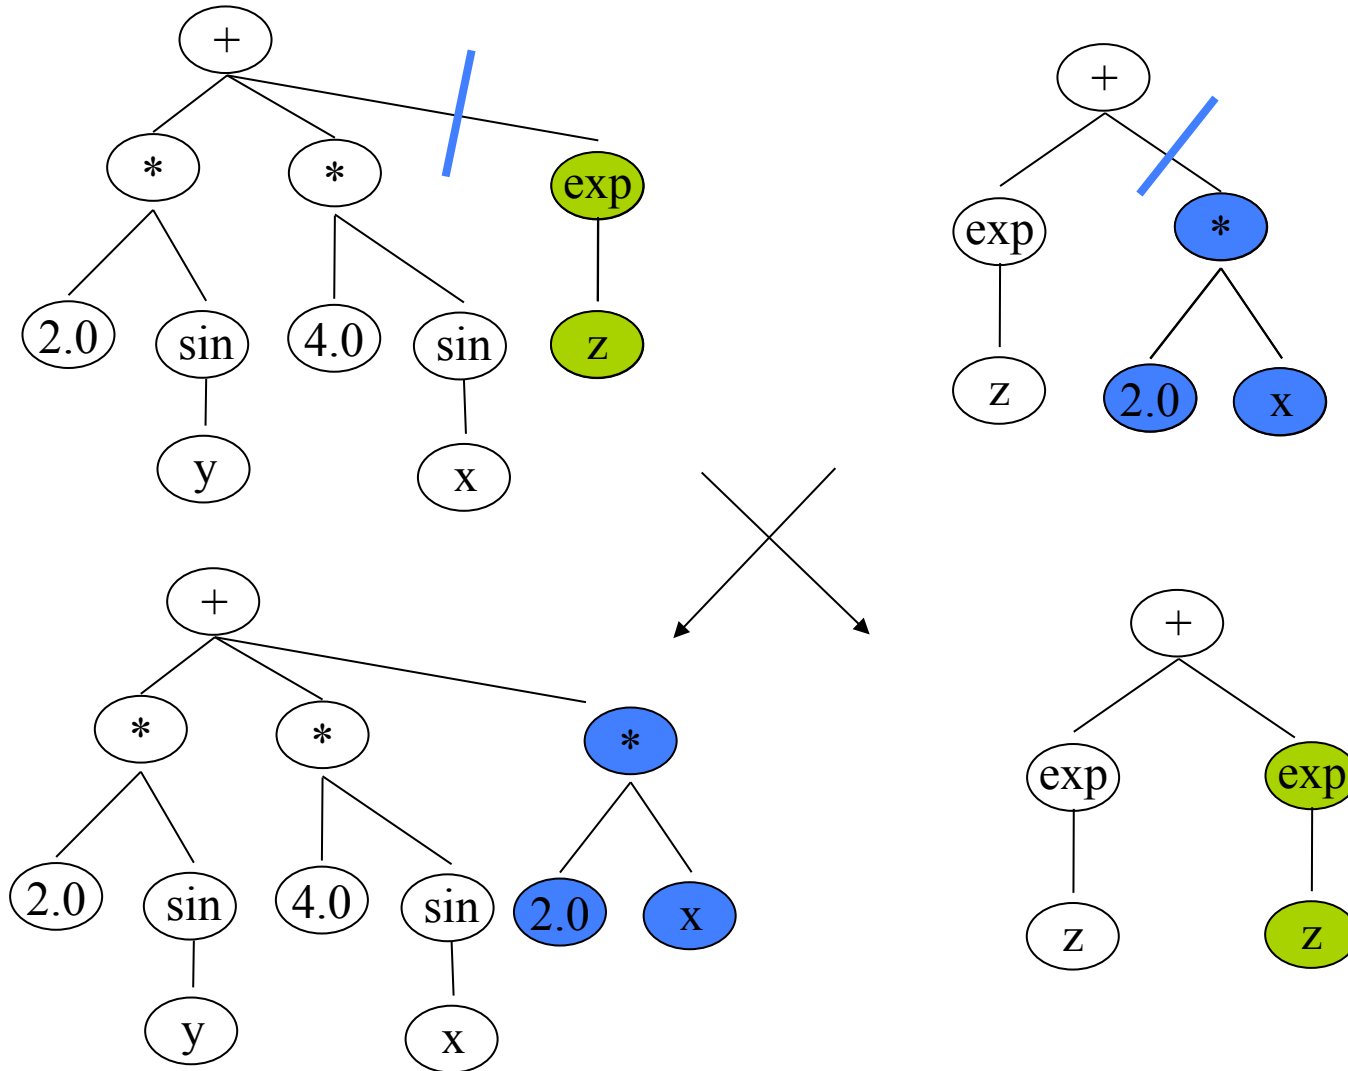 +
* * exp
2.0 sin 4.0 sin z
y x
+
exp *
z 2.0 x
+
* * *
2.0 sin 4.0 sin 2.0 x
y x
+
exp exp
z z